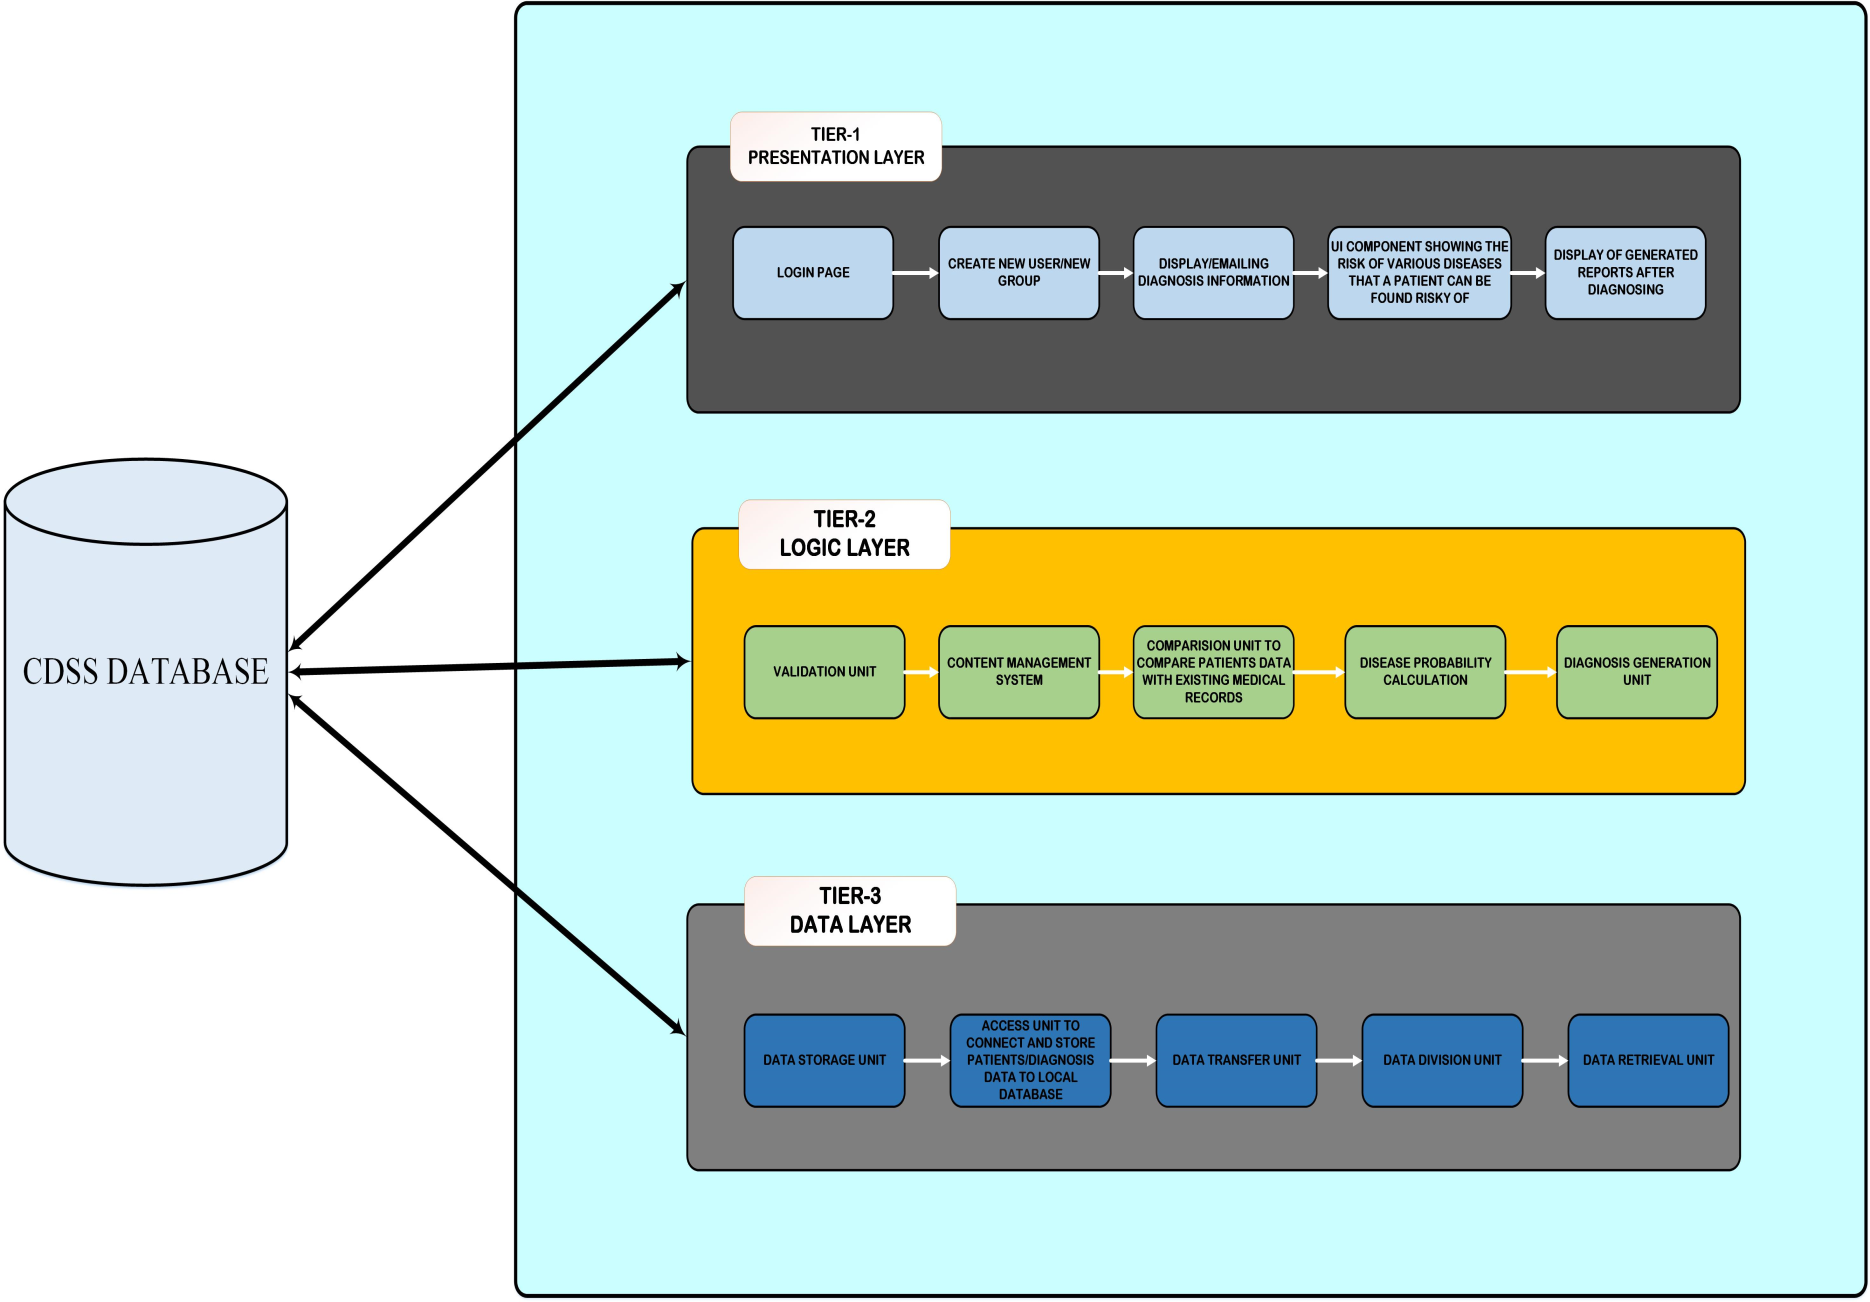 TIER-1
PRESENTATION LAYER
LOGIN PAGE
CREATE NEW USER/NEW
GROUP
DISPLAY/EMAILING
DIAGNOSIS INFORMATION
UI COMPONENT SHOWING THE
RISK OF VARIOUS DISEASES
THAT A PATIENT CAN BE
FOUND RISKY OF
DISPLAY OF GENERATED
REPORTS AFTER
DIAGNOSING
CDSS DATABASE
TIER-2
LOGIC LAYER
VALIDATION UNIT
CONTENT MANAGEMENT
SYSTEM
COMPARISION UNIT TO
COMPARE PATIENTS DATA
WITH EXISTING MEDICAL
RECORDS
DISEASE PROBABILITY
CALCULATION
DIAGNOSIS GENERATION
UNIT
TIER-3
DATA LAYER
DATA STORAGE UNIT
ACCESS UNIT TO
CONNECT AND STORE
PATIENTS/DIAGNOSIS
DATA TO LOCAL
DATABASE
DATA TRANSFER UNIT
DATA DIVISION UNIT
DATA RETRIEVAL UNIT